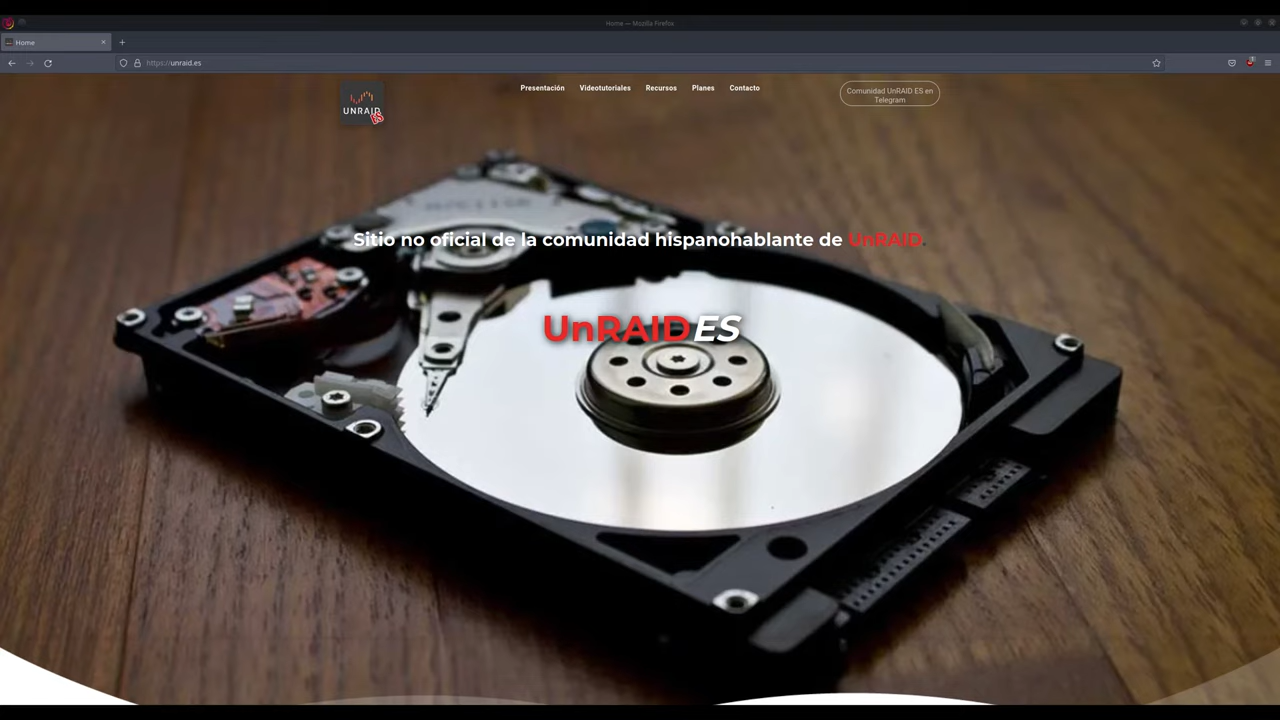 Home — Mozilla Firefox
Home
https://unraid.es
UNRAID
ES
Presentación
Videotutoriales
Recursos
Planes
Contacto
Comunidad UnRAID ES en
Telegram
Sitio no oficial de la comunidad hispanohablante de UnRAID.
UnRAIDES